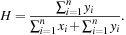 H = \frac{\sum_{i=1}^{n} y_i}{\sum_{i=1}^{n} x_i + \sum_{i=1}^{n} y_i}.